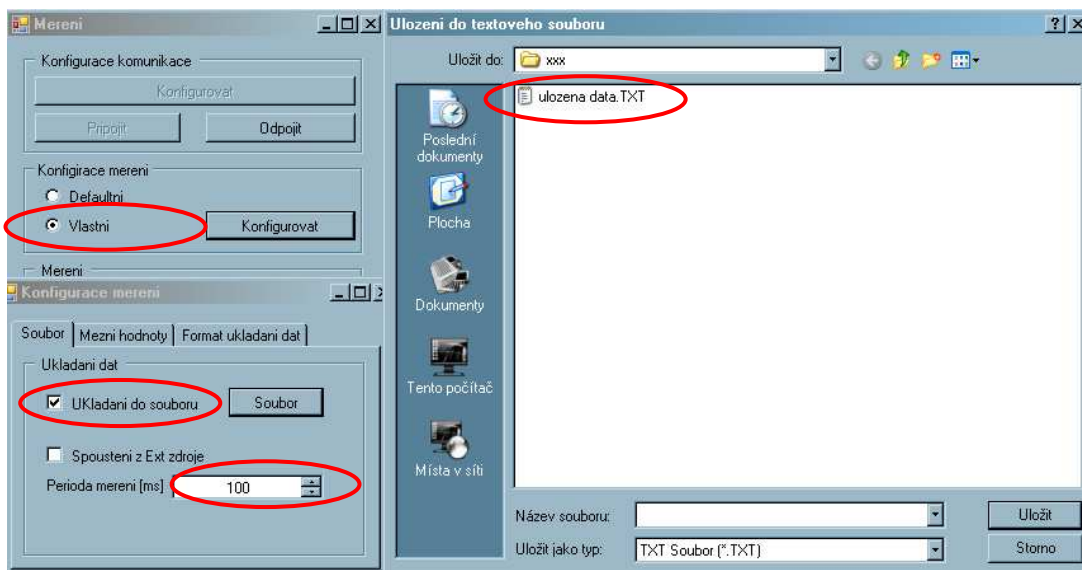 Mereni
Konfigurace komunikace
Konfigurovat
Pripojit
Odpojit
Konfigirace mereni
Defaultni
Vlastni
Konfigurovat
Mereni
Konfigurace mereni
Soubor
Mezni hodnoty
Format ukladani dat
Ukladani dat
UKladani do souboru
Soubor
Spousteni z Ext zdroje
Perioda mereni [ms]
100
Ulozeni do textoveho souboru
Uložit do:
xxx
ulozena data.TXT
Poslední
dokumenty
Plocha
Dokumenty
Tento počítač
Místa v síti
Název souboru:
Uložit
Uložit jako typ:
TXT Soubor (*.TXT)
Storno